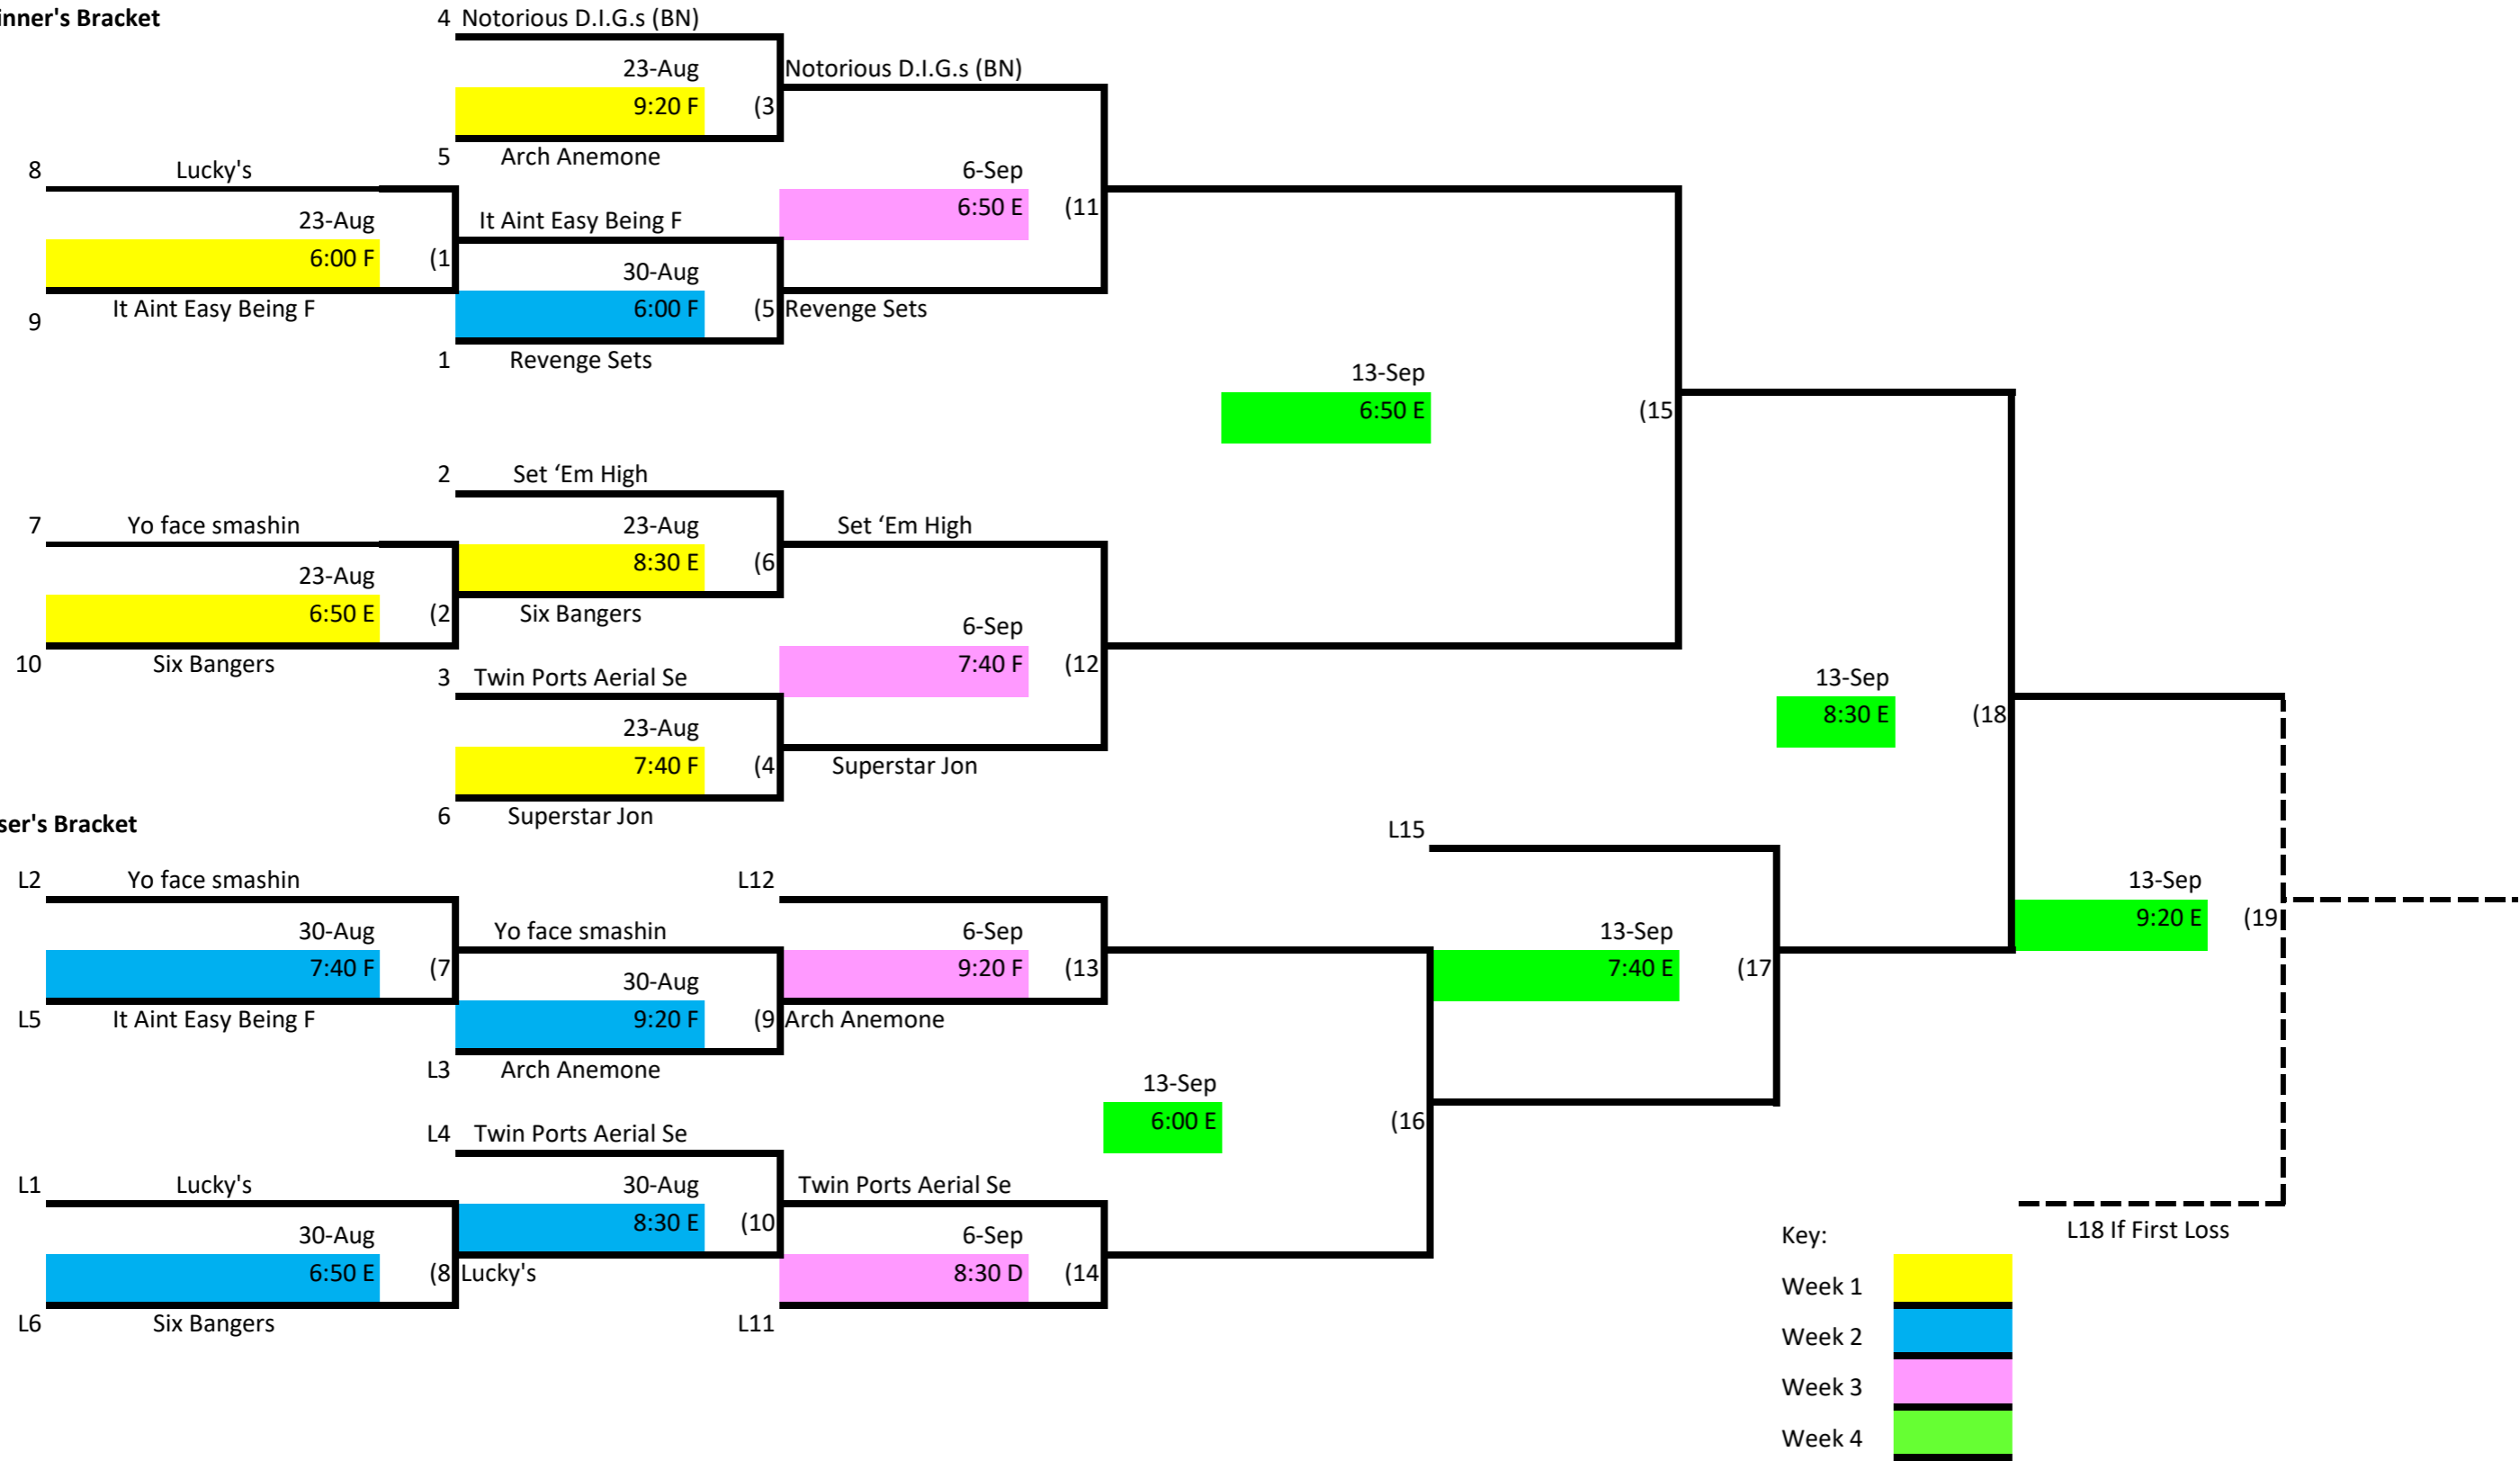 inner's Bracket
4 Notorious D.I.G.s (BN)
23-Aug
Notorious D.I.G.s (BN)
9:20 F (3
5 Arch Anemone
8 Lucky's
6-Sep
6:50 E (11
23-Aug
It Aint Easy Being F
6:00 F (1
30-Aug
9 It Aint Easy Being F
6:00 F (5 Revenge Sets
1 Revenge Sets
13-Sep
6:50 E (15
2 Set ‘Em High
7 Yo face smashin
23-Aug
Set ‘Em High
8:30 E (6
23-Aug
6:50 E (2
Six Bangers
6-Sep
10 Six Bangers
7:40 F (12
3 Twin Ports Aerial Se
13-Sep
8:30 E (18
23-Aug
7:40 F (4
Superstar Jon
6 Superstar Jon
ser's Bracket
L15
L2 Yo face smashin
L12
13-Sep
9:20 E (19
30-Aug
Yo face smashin
6-Sep
13-Sep
7:40 F (7
9:20 F (13
7:40 E (17
30-Aug
L5 It Aint Easy Being F
9:20 F (9 Arch Anemone
L3 Arch Anemone
13-Sep
6:00 E (16
L4 Twin Ports Aerial Se
L1 Lucky's
30-Aug
Twin Ports Aerial Se
8:30 E (10
30-Aug
6-Sep
6:50 E (8 Lucky's
8:30 D (14
L6 Six Bangers
L11
L18 If First Loss
Key:
Week 1
Week 2
Week 3
Week 4